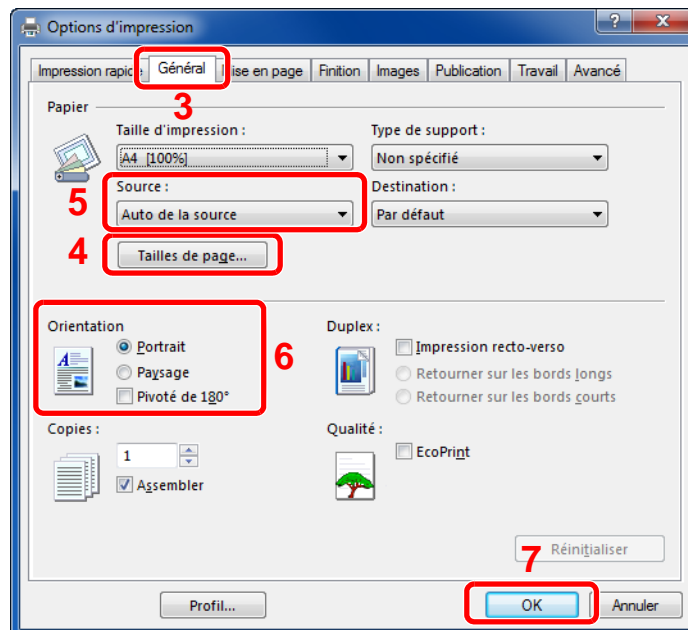 Options d'impression
Impression rapide Général Mise en page Finition Images Publication Travail Avancé
3
Papier
Taille d'impression : Type de support :
A4 [100%] Non spécifié
5 Source : Destination :
Auto de la source Par défaut
4 Tailles de page...
Orientation Duplex :
Portrait Impression recto-verso
6
Paysage Retourner sur les bords longs
Pivoté de 180° Retourner sur les bords courts
Copies : Qualité :
1 EcoPrint
Assembler
7 Réinitialiser
Profil... OK Annuler